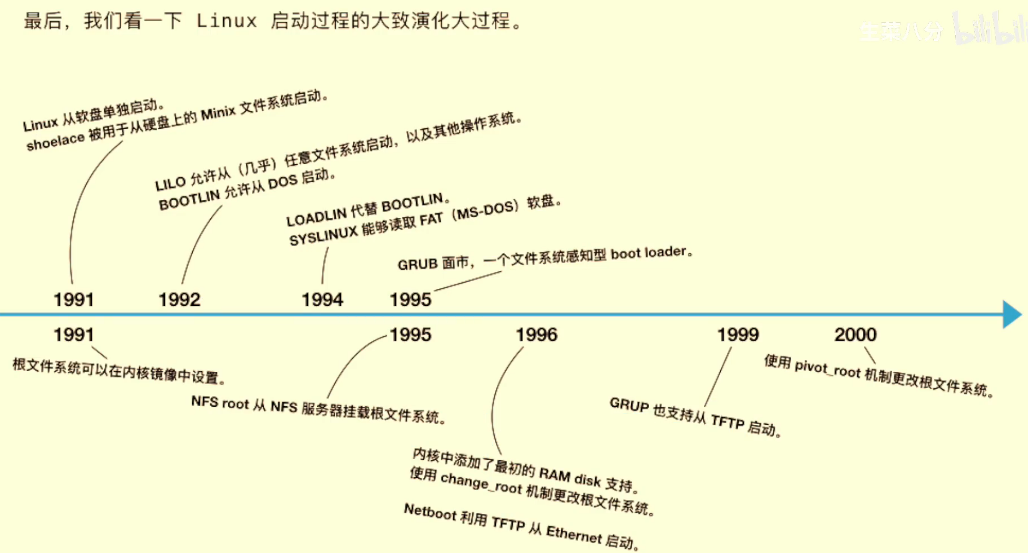 最后，我们看一下 Linux 启动过程的大致演化大过程。
Linux 从软盘单独启动。
shoelace 被用于从硬盘上的 Minix 文件系统启动。
LILO 允许从（几乎）任意文件系统启动，以及其他操作系统。
BOOTLIN 允许从 DOS 启动。
LOADLIN 代替 BOOTLIN。
SYSLINUX 能够读取 FAT（MS-DOS）软盘。
GRUB 面市，一个文件系统感知型 boot loader。
1991 1992 1994 1995
1991 1995 1996 1999 2000
根文件系统可以在内核镜像中设置。
NFS root 从 NFS 服务器挂载根文件系统。
内核中添加了最初的 RAM disk 支持。
使用 change_root 机制更改根文件系统。
Netboot 利用 TFTP 从 Ethernet 启动。
GRUP 也支持从 TFTP 启动。
使用 pivot_root 机制更改根文件系统。